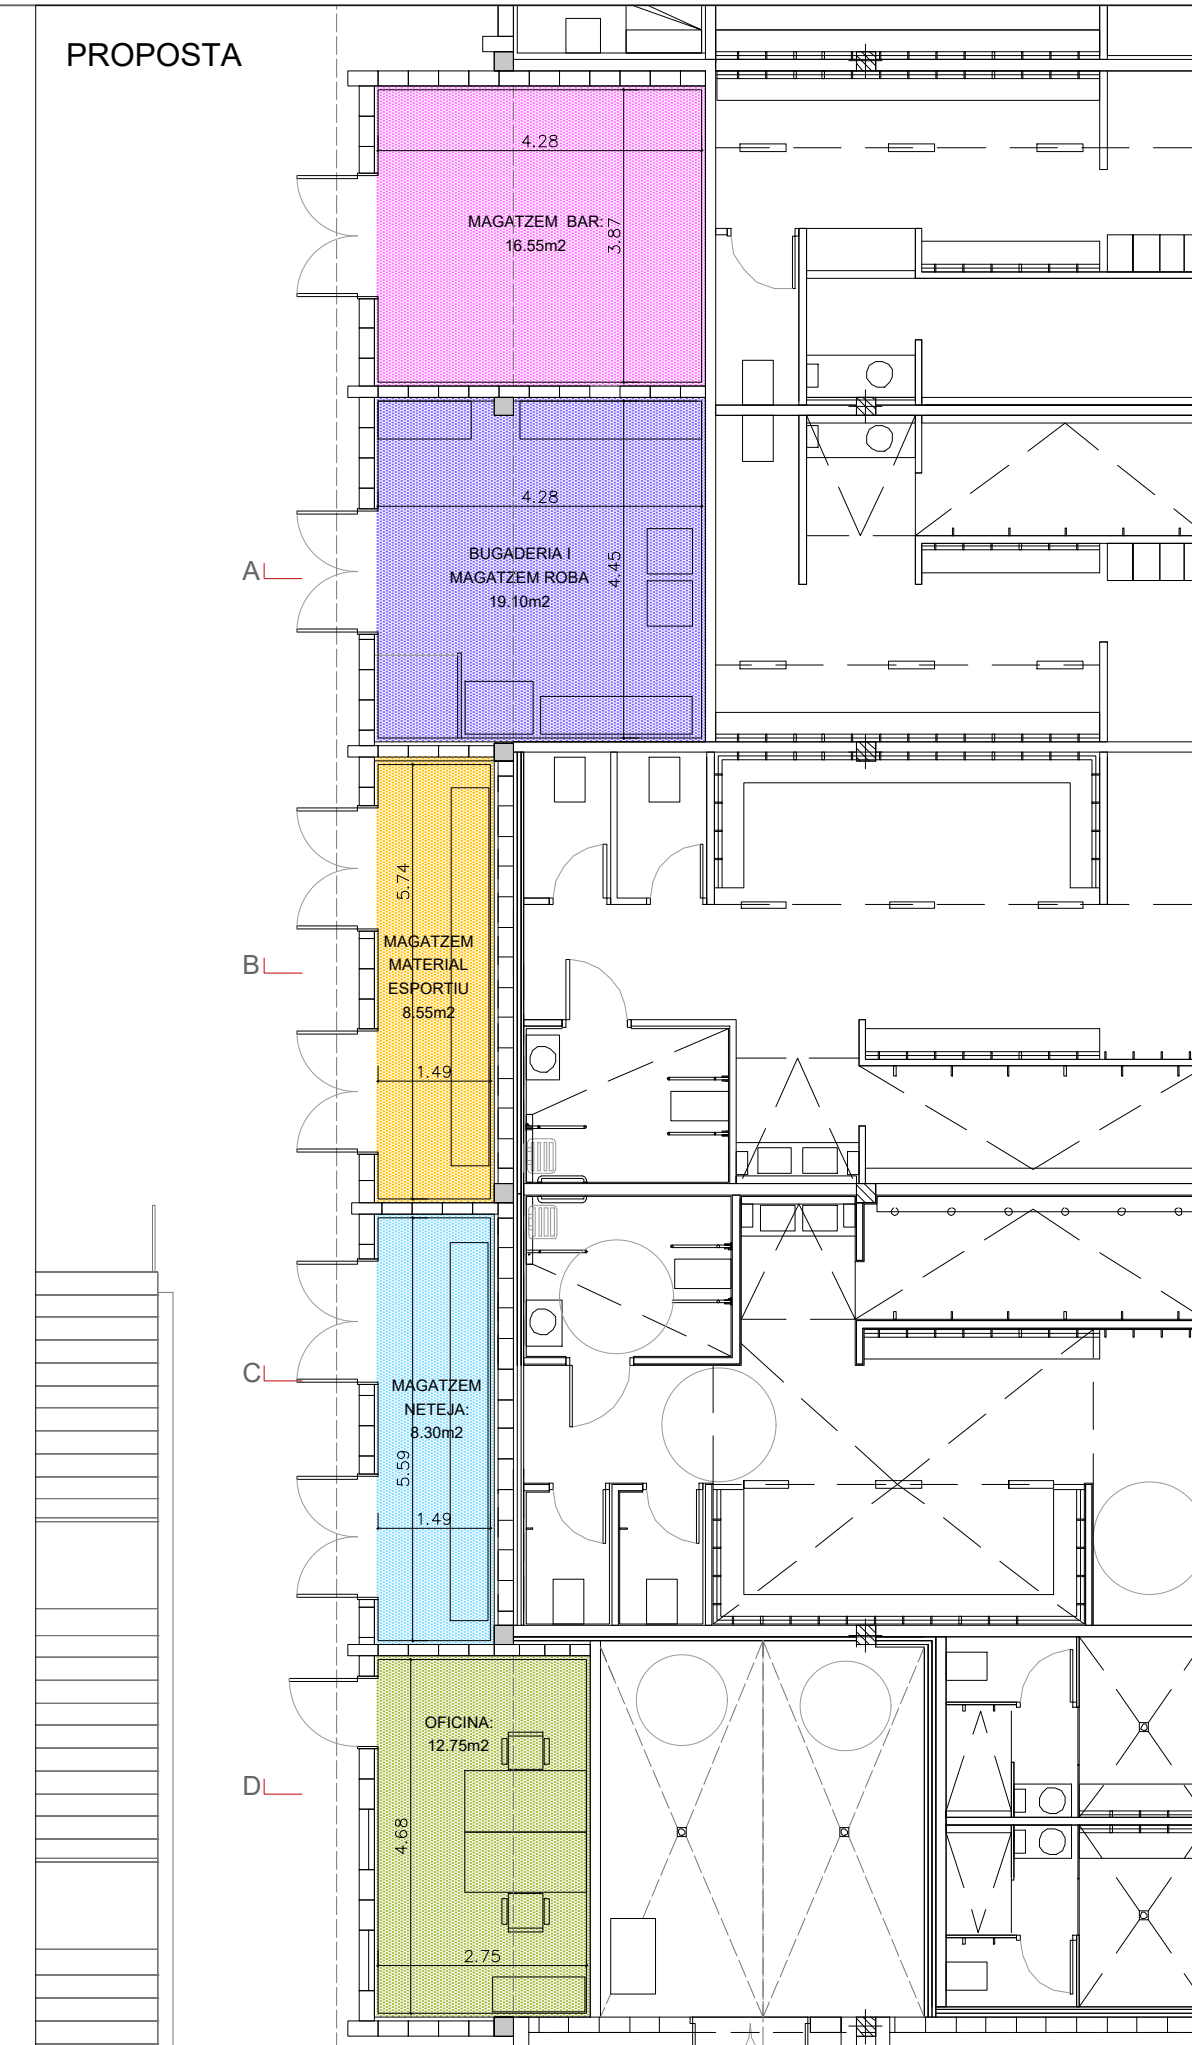 PROPOSTA
4.28
MAGATZEM BAR:
16.55m2
3.87
4.28
A
BUGADERIA I
MAGATZEM ROBA
19.10m2
4.45
5.74
B
MAGATZEM
MATERIAL
ESPORTIU
8.55m2
1.49
C
MAGATZEM
NETEJA:
8.30m2
5.59
1.49
OFICINA:
12.75m2
D
4.68
2.75